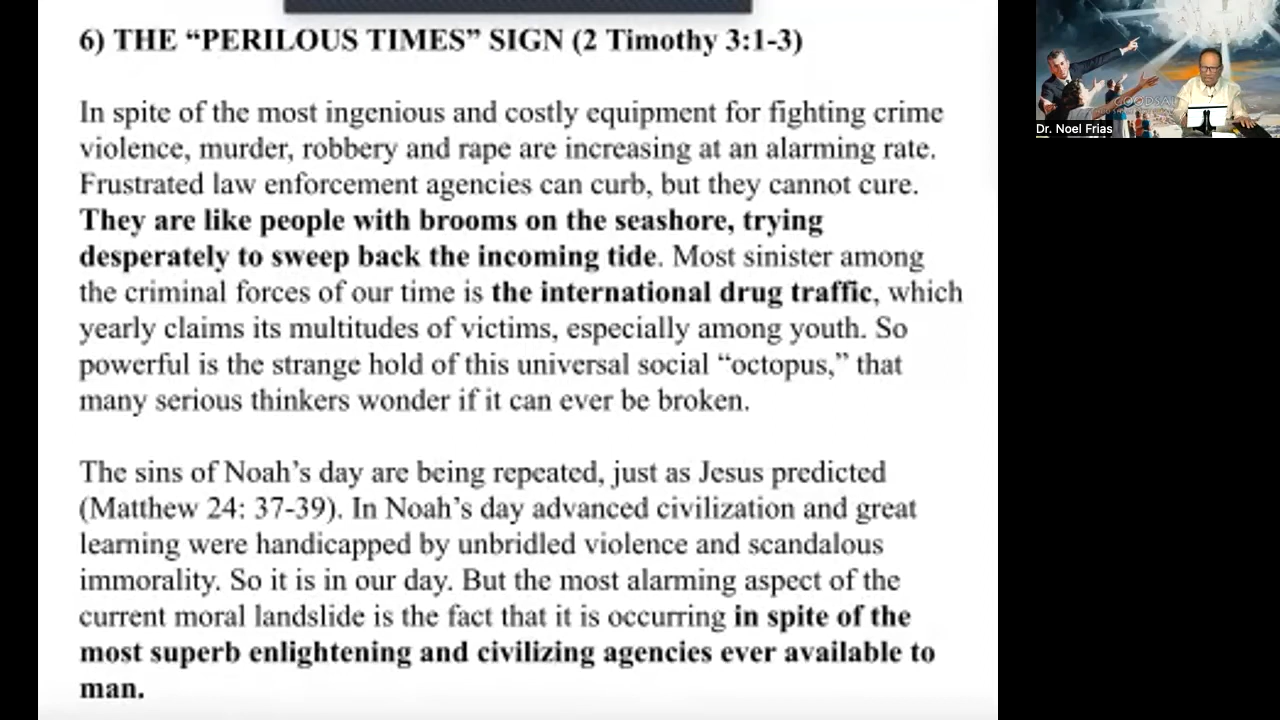 6) THE “PERILOUS TIMES” SIGN (2 Timothy 3:1-3)
In spite of the most ingenious and costly equipment for fighting crime
violence, murder, robbery and rape are increasing at an alarming rate.
Frustrated law enforcement agencies can curb, but they cannot cure.
They are like people with brooms on the seashore, trying
desperately to sweep back the incoming tide. Most sinister among
the criminal forces of our time is the international drug traffic, which
yearly claims its multitudes of victims, especially among youth. So
powerful is the strange hold of this universal social “octopus,” that
many serious thinkers wonder if it can ever be broken.
The sins of Noah’s day are being repeated, just as Jesus predicted
(Matthew 24: 37-39). In Noah’s day advanced civilization and great
learning were handicapped by unbridled violence and scandalous
immorality. So it is in our day. But the most alarming aspect of the
current moral landslide is the fact that it is occurring in spite of the
most superb enlightening and civilizing agencies ever available to
man.
Dr. Noel Frias